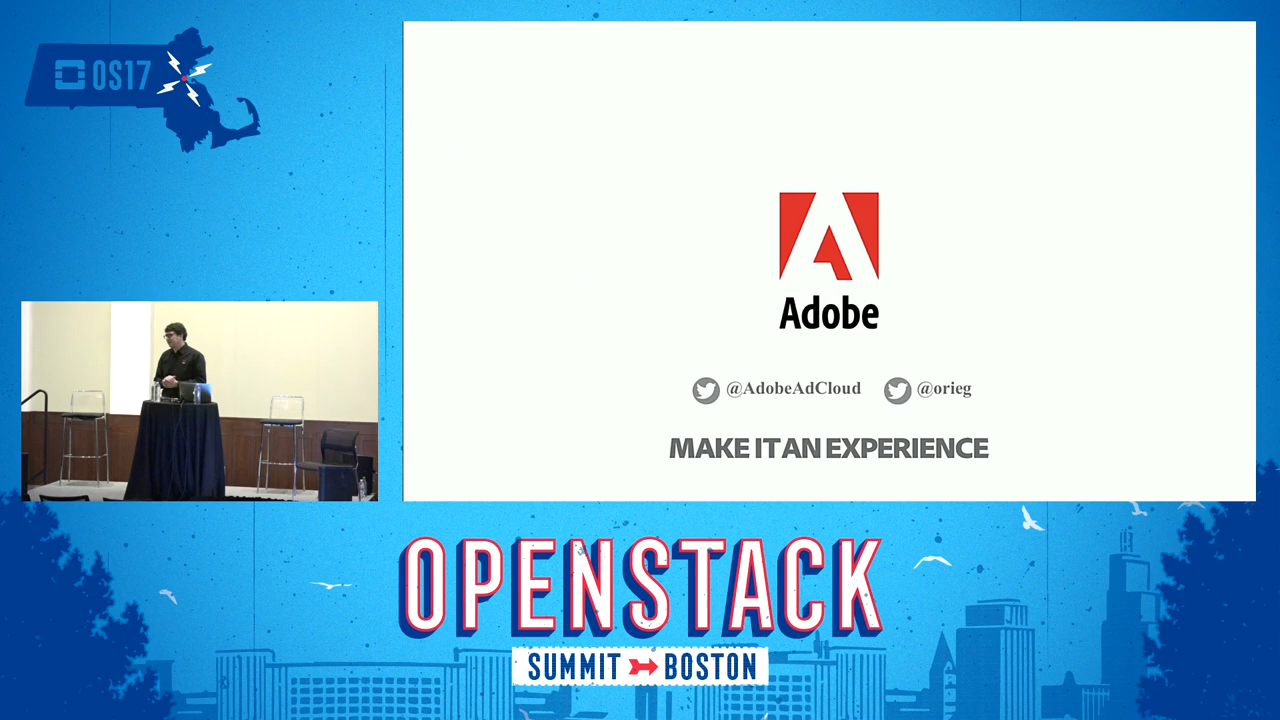 OS17
Adobe
@AdobeAdCloud @orieg
MAKE IT AN EXPERIENCE
OPENSTACK
SUMMIT BOSTON